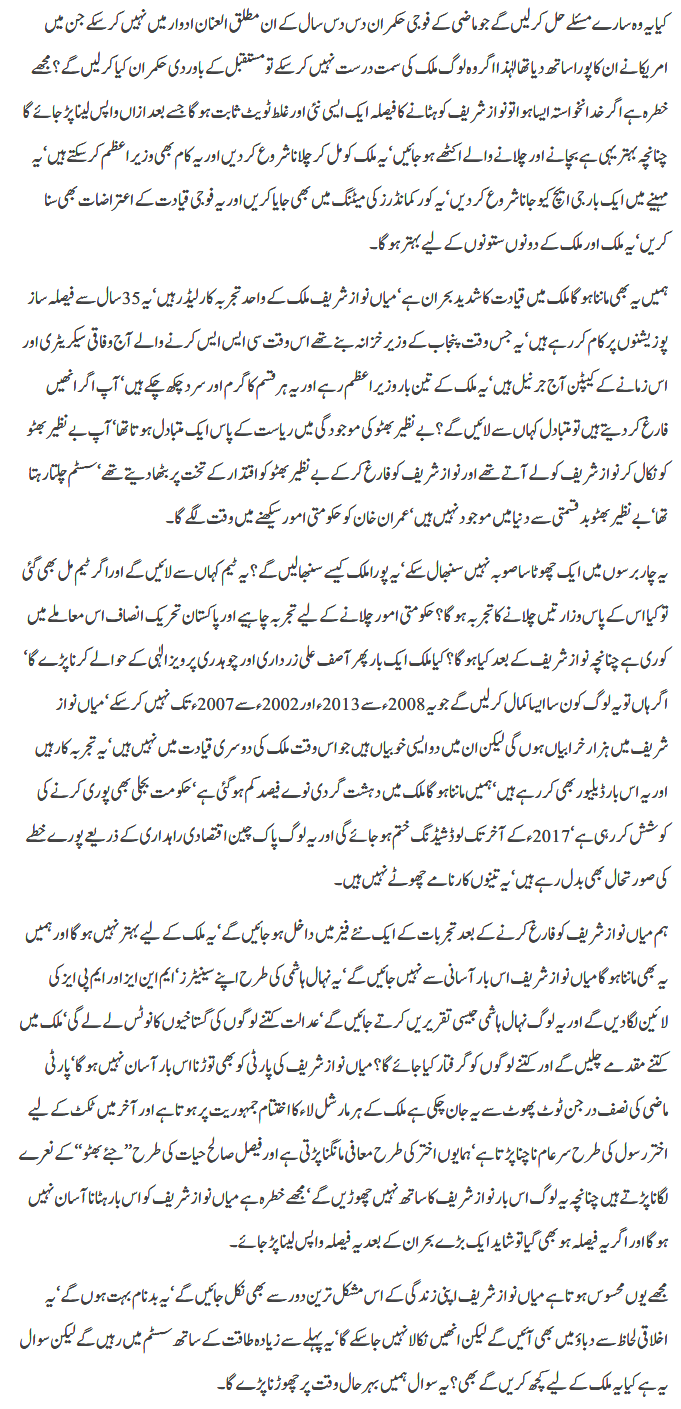 کیا یہ وہ سارے مسئلے حل کر لیں گے جو ماضی کے فوجی حکمران دس دس سال کے ان مطلق العنان ادوار میں نہیں کر سکے جن میں
امریکا نے ان کا پورا ساتھ دیا تھا لہٰذا اگر وہ لوگ ملک کی سمت درست نہیں کر سکے تو مستقبل کے باوردی حکمران کیا کر لیں گے؟ مجھے
خطرہ ہے اگر خدانخواستہ ایسا ہوا تو نواز شریف کو ہٹانے کا فیصلہ ایک ایسی نئی اور غلط ٹویٹ ثابت ہو گا جسے بعد ازاں واپس لینا پڑ جائے گا
چنانچہ بہتر یہی ہے بچانے اور چلانے والے اکٹھے ہو جائیں‘ یہ ملک کو مل کر چلانا شروع کر دیں اور یہ کام بھی وزیراعظم کر سکتے ہیں‘ یہ
مہینے میں ایک بار جی ایچ کیو جانا شروع کر دیں‘ یہ کور کمانڈرز کی میٹنگ میں بھی جایا کریں اور یہ فوجی قیادت کے اعتراضات بھی سنا
کریں‘ یہ ملک اور ملک کے دونوں ستونوں کے لیے بہتر ہو گا۔
ہمیں یہ بھی ماننا ہو گا ملک میں قیادت کا شدید بحران ہے‘ میاں نواز شریف ملک کے واحد تجربہ کار لیڈر ہیں‘ یہ 35 سال سے فیصلہ ساز
پوزیشنوں پر کام کر رہے ہیں‘ یہ جس وقت پنجاب کے وزیر خزانہ بنے تھے اس وقت سی ایس ایس کرنے والے آج وفاقی سیکریٹری اور
اس زمانے کے کیپٹن آج جرنیل ہیں‘ یہ ملک کے تین بار وزیراعظم رہے اور یہ ہر قسم کا گرم اور سرد چکھ چکے ہیں‘ آپ اگر انھیں
فارغ کر دیتے ہیں تو متبادل کہاں سے لائیں گے؟ بے نظیر بھٹو کی موجودگی میں ریاست کے پاس ایک متبادل ہوتا تھا‘ آپ بے نظیر بھٹو
کو نکال کر نواز شریف کو لے آتے تھے اور نواز شریف کو فارغ کر کے بے نظیر بھٹو کو اقتدار کے تخت پر بٹھا دیتے تھے‘ سسٹم چلتا رہتا
تھا‘ بے نظیر بھٹو بدقسمتی سے دنیا میں موجود نہیں ہیں‘ عمران خان کو حکومتی امور سیکھنے میں وقت لگے گا۔
یہ چار برسوں میں ایک چھوٹا سا صوبہ نہیں سنبھال سکے‘ یہ پورا ملک کیسے سنبھالیں گے؟ یہ ٹیم کہاں سے لائیں گے اور اگر ٹیم مل بھی گئی
تو کیا اس کے پاس وزارتیں چلانے کا تجربہ ہو گا؟ حکومتی امور چلانے کے لیے تجربہ چاہیے اور پاکستان تحریک انصاف اس معاملے میں
کوری ہے چنانچہ نواز شریف کے بعد کیا ہو گا؟ کیا ملک ایک بار پھر آصف علی زرداری اور چوہدری پرویز الٰہی کے حوالے کرنا پڑے گا‘
اگر ہاں تو یہ لوگ کون سا ایسا کمال کر لیں گے جو یہ 2008ء سے 2013ء اور 2002ء سے 2007ء تک نہیں کر سکے‘ میاں نواز
شریف میں ہزار خرابیاں ہوں گی لیکن ان میں دو ایسی خوبیاں ہیں جو اس وقت ملک کی دوسری قیادت میں نہیں ہیں‘ یہ تجربہ کار ہیں
اور یہ اس بار ڈیلیور بھی کر رہے ہیں‘ ہمیں ماننا ہو گا ملک میں دہشت گردی نوے فیصد کم ہو گئی ہے‘ حکومت بجلی بھی پوری کرنے کی
کوشش کر رہی ہے‘ 2017ء کے آخر تک لوڈ شیڈنگ ختم ہو جائے گی اور یہ لوگ پاک چین اقتصادی راہداری کے ذریعے پورے خطے
کی صورتحال بھی بدل رہے ہیں‘ یہ تینوں کارنامے چھوٹے نہیں ہیں۔
ہم میاں نواز شریف کو فارغ کرنے کے بعد تجربات کے ایک نئے فیز میں داخل ہو جائیں گے‘ یہ ملک کے لیے بہتر نہیں ہو گا اور ہمیں
یہ بھی ماننا ہو گا میاں نواز شریف اس بار آسانی سے نہیں جائیں گے‘ یہ نہال ہاشمی کی طرح اپنے سینیٹرز‘ ایم این ایز اور ایم پی ایز کی
لائین لگا دیں گے اور یہ لوگ نہال ہاشمی جیسی تقریریں کرتے جائیں گے‘ عدالت کتنے لوگوں کی گستاخیوں کا نوٹس لے لے گی‘ ملک میں
کتنے مقدمے چلیں گے اور کتنے لوگوں کو گرفتار کیا جائے گا؟ میاں نواز شریف کی پارٹی کو بھی توڑنا اس بار آسان نہیں ہو گا‘ پارٹی
ماضی کی نصف درجن ٹوٹ پھوٹ سے یہ جان چکی ہے ملک کے ہر مارشل لاء کا اختتام جمہوریت پر ہوتا ہے اور آخر میں ٹکٹ کے لیے
اختر رسول کی طرح سرعام ناچنا پڑتا ہے‘ ہمایوں اختر کی طرح معافی مانگنا پڑتی ہے اور فیصل صالح حیات کی طرح ”جئے بھٹو“ کے نعرے
لگانا پڑتے ہیں چنانچہ یہ لوگ اس بار نواز شریف کا ساتھ نہیں چھوڑیں گے‘ مجھے خطرہ ہے میاں نواز شریف کو اس بار ہٹانا آسان نہیں
ہو گا اور اگر یہ فیصلہ ہو بھی گیا تو شاید ایک بڑے بحران کے بعد یہ فیصلہ واپس لینا پڑ جائے۔
مجھے یوں محسوس ہوتا ہے میاں نواز شریف اپنی زندگی کے اس مشکل ترین دور سے بھی نکل جائیں گے‘ یہ بدنام بہت ہوں گے‘ یہ
اخلاقی لحاظ سے دباؤ میں بھی آئیں گے لیکن انھیں نکالا نہیں جا سکے گا‘ یہ پہلے سے زیادہ طاقت کے ساتھ سسٹم میں رہیں گے لیکن سوال
یہ ہے کیا یہ ملک کے لیے کچھ کریں گے بھی؟ یہ سوال ہمیں بہرحال وقت پر چھوڑنا پڑے گا۔